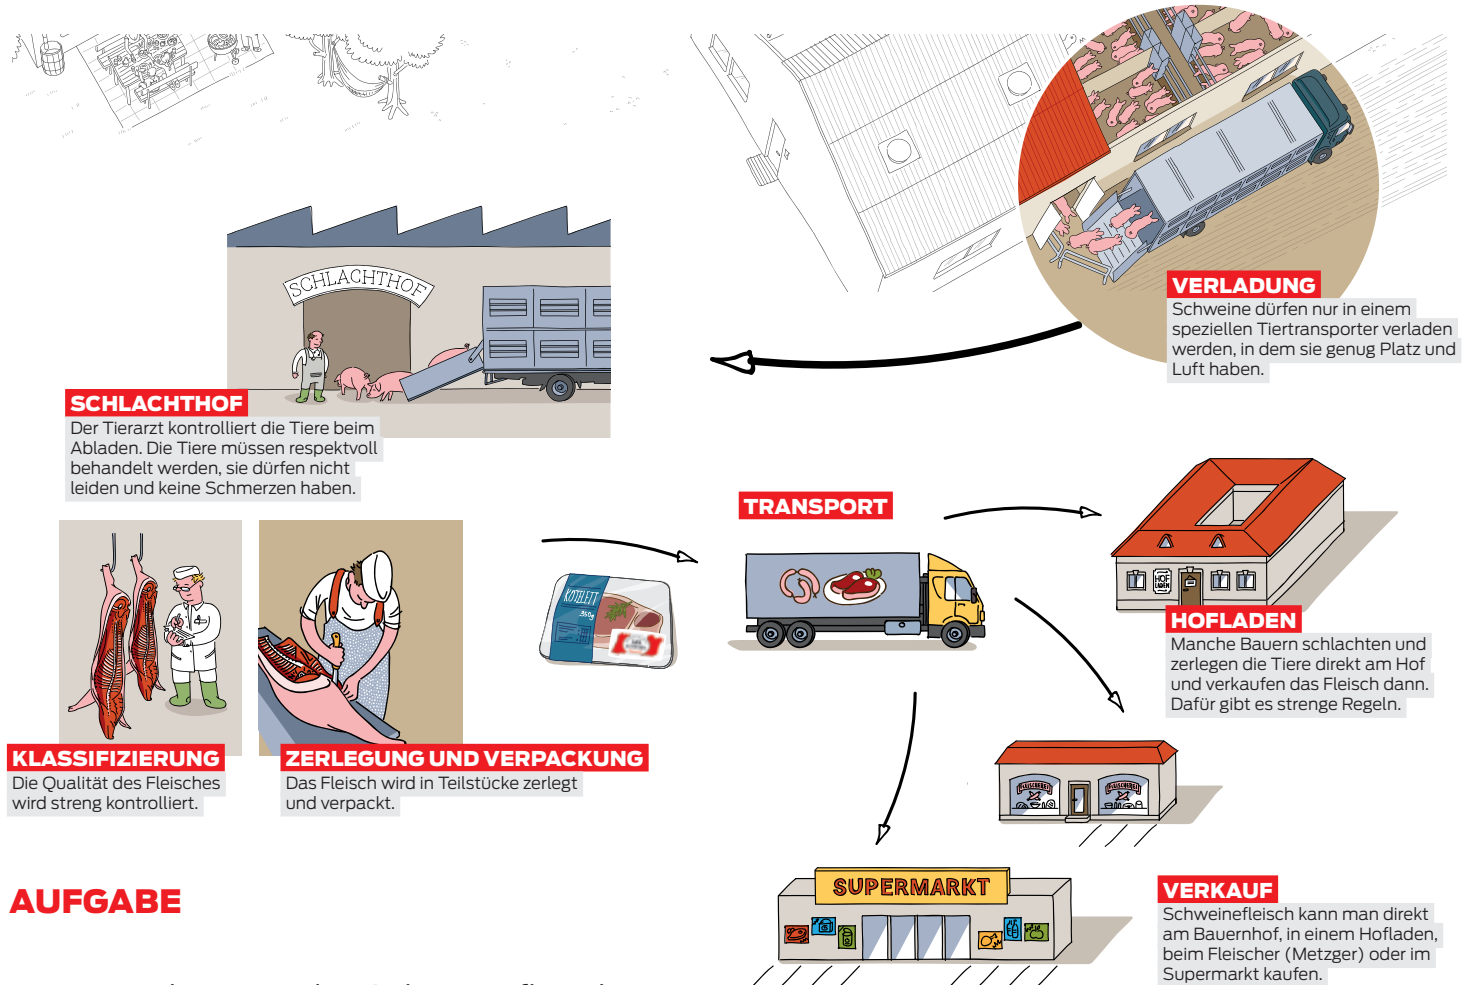 VERLADUNG
Schweine dürfen nur in einem
speziellen Tiertransporter verladen
werden, in dem sie genug Platz und
Luft haben.
SCHLACHTHOF
SCHLACHTHOF
Der Tierarzt kontrolliert die Tiere beim
Abladen. Die Tiere müssen respektvoll
behandelt werden, sie dürfen nicht
leiden und keine Schmerzen haben.
KLASSIFIZIERUNG
Die Qualität des Fleisches
wird streng kontrolliert.
ZERLEGUNG UND VERPACKUNG
Das Fleisch wird in Teilstücke zerlegt
und verpackt.
KOTELETT
350g
TRANSPORT
HOF
LADEN
HOFLADEN
Manche Bauern schlachten und
zerlegen die Tiere direkt am Hof
und verkaufen das Fleisch dann.
Dafür gibt es strenge Regeln.
FLEISCHEREI
FLEISCHEREI
SUPERMARKT
VERKAUF
Schweinefleisch kann man direkt
am Bauernhof, in einem Hofladen,
beim Fleischer (Metzger) oder im
Supermarkt kaufen.
AUFGABE